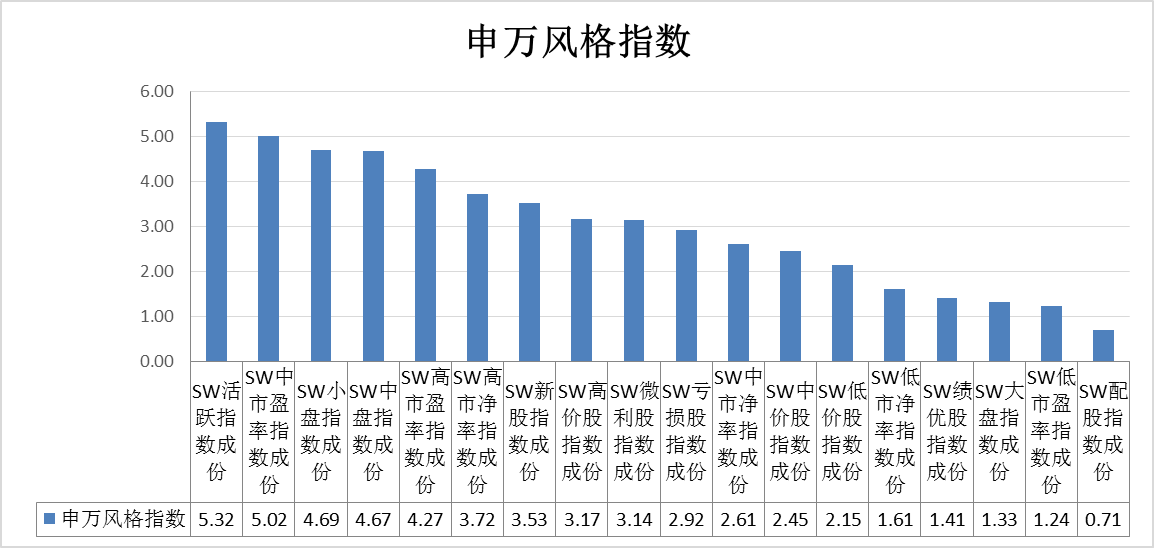 申万风格指数
6.00
5.00
4.00
3.00
2.00
1.00
0.00
SW活
跃指
数成
份
SW中
市盈
率指
数成
份
SW小
盘指
数成
份
SW中
盘指
数成
份
SW高
市盈
率指
数成
份
SW高
市净
率指
数成
份
SW新
股指
数成
份
SW高
价股
指数
成份
SW微
利股
指数
成份
SW亏
损股
指数
成份
SW中
市净
率指
数成
份
SW中
价股
指数
成份
SW低
价股
指数
成份
SW低
市净
率指
数成
份
SW绩
优股
指数
成份
SW大
盘指
数成
份
SW低
市盈
率指
数成
份
SW配
股指
数成
份
申万风格指数 5.32 5.02 4.69 4.67 4.27 3.72 3.53 3.17 3.14 2.92 2.61 2.45 2.15 1.61 1.41 1.33 1.24 0.71